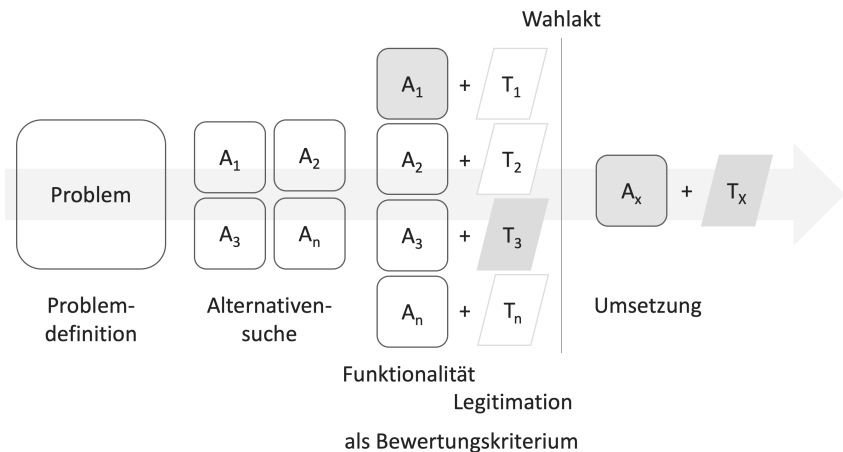 Wahlakt
Problem
A₁
A₂
A₃
Aₙ
A₁ + T₁
A₂ + T₂
A₃ + T₃
Aₙ + Tₙ
Aₓ + Tₓ
Problem-
definition
Alternativen-
suche
Umsetzung
Funktionalität
Legitimation
als Bewertungskriterium